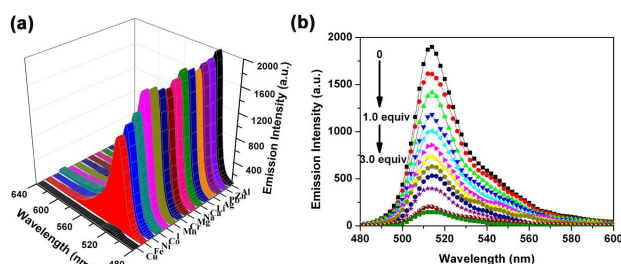 (a)
2000
1600
1200
800
400
Emission Intensity (a.u.)
640
600
560
520
480
Wavelength (nm)
Cu
Fe
Ni
Co
Mn
Mg
Al
(b)
Emission Intensity (a.u.)
2000
1500
1000
500
0
0
1.0 equiv
3.0 equiv
480
500
520
540
560
580
600
Wavelength (nm)